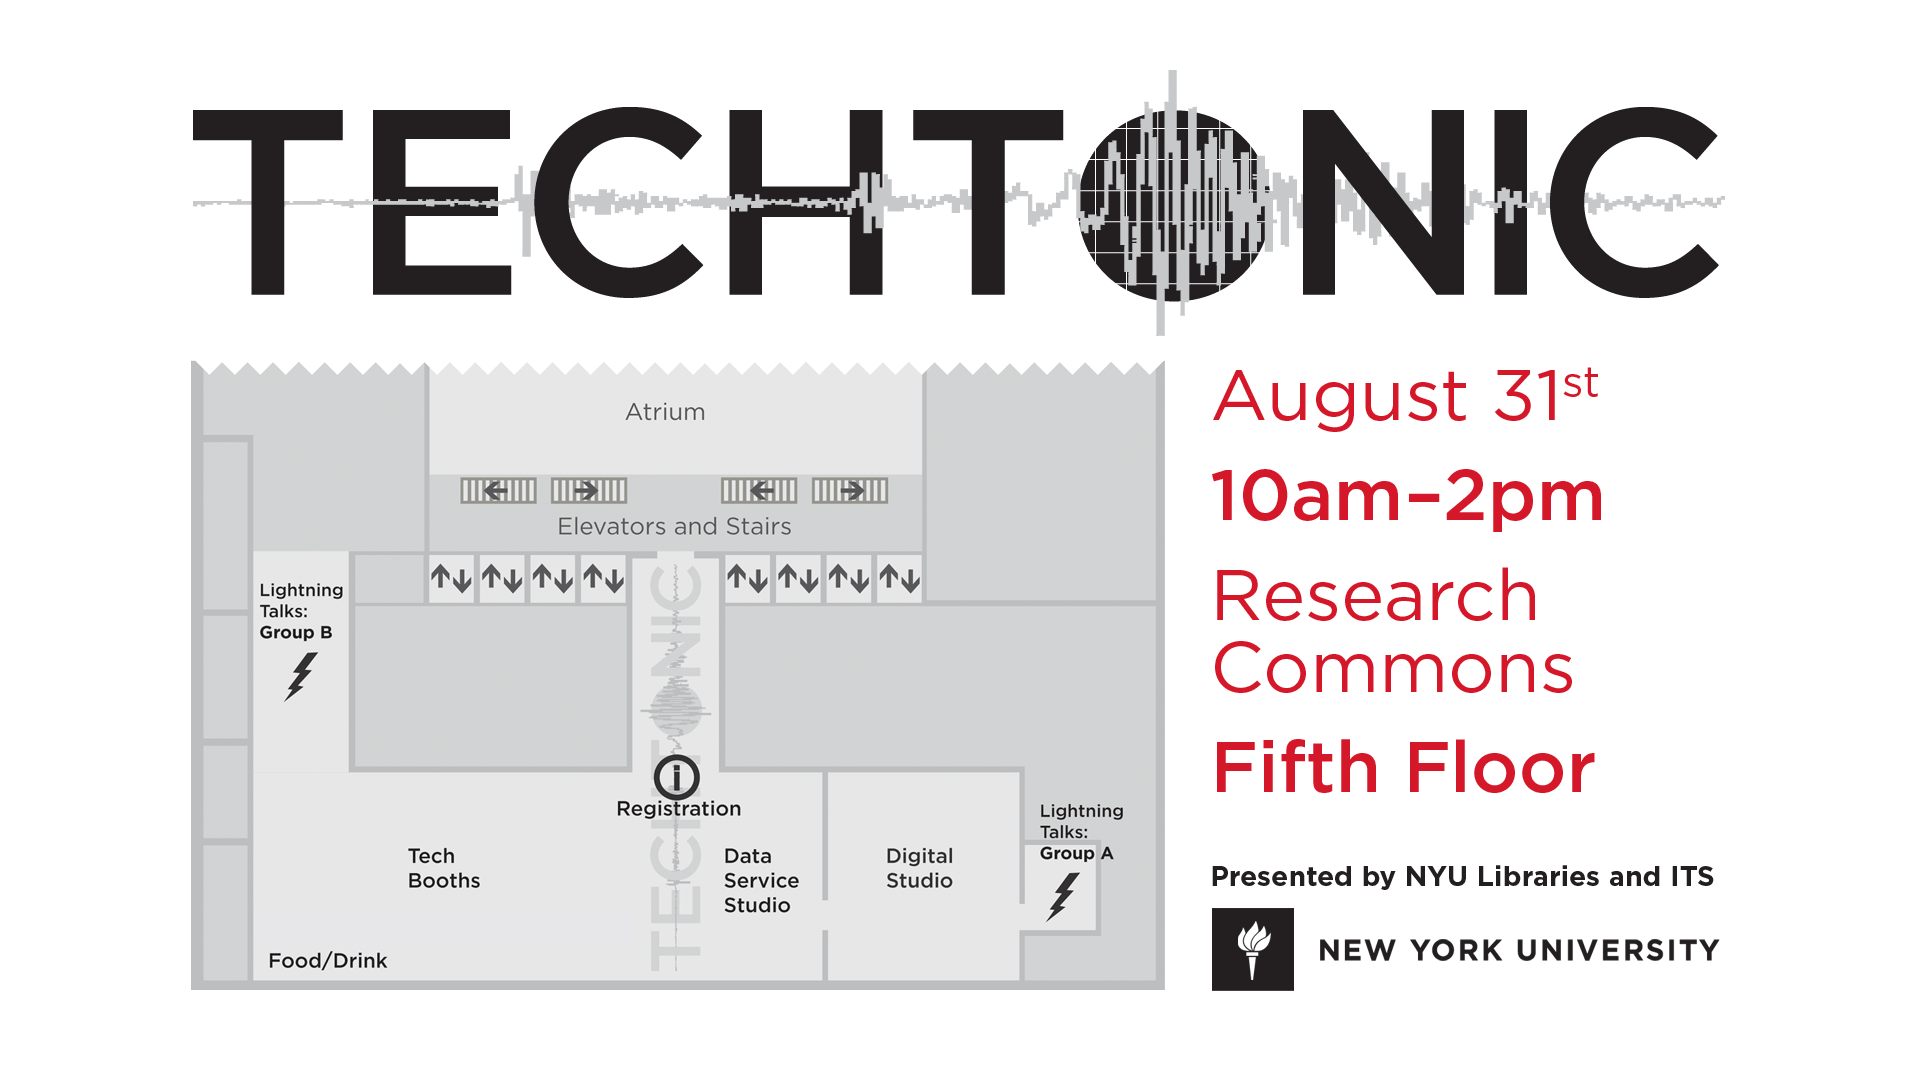 TECHTONIC
August 31st
10am–2pm
Research
Commons
Fifth Floor
Presented by NYU Libraries and ITS
NEW YORK UNIVERSITY
Atrium
Elevators and Stairs
Lightning
Talks:
Group B
TECHTONIC
i
Registration
Tech
Booths
Data
Service
Studio
Digital
Studio
Lightning
Talks:
Group A
Food/Drink